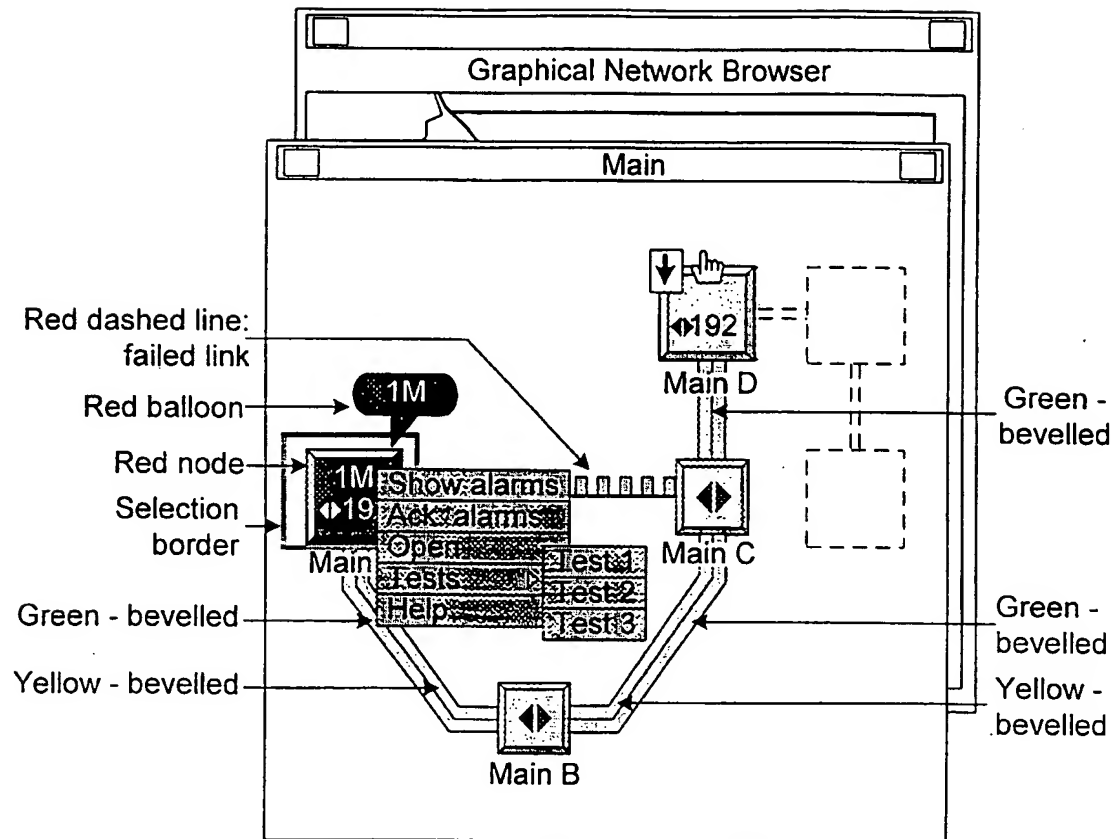 Graphical Network Browser
Main
Red dashed line:
failed link
Red balloon
Red node
Selection
border
Green - bevelled
Yellow - bevelled
1M
1M
19
Main
Show alarms
Ack alarms
Open
Tests
Help
Test 1
Test 2
Test 3
192
Main D
Main C
Main B
Green -
bevelled
Green -
bevelled
Yellow -
bevelled